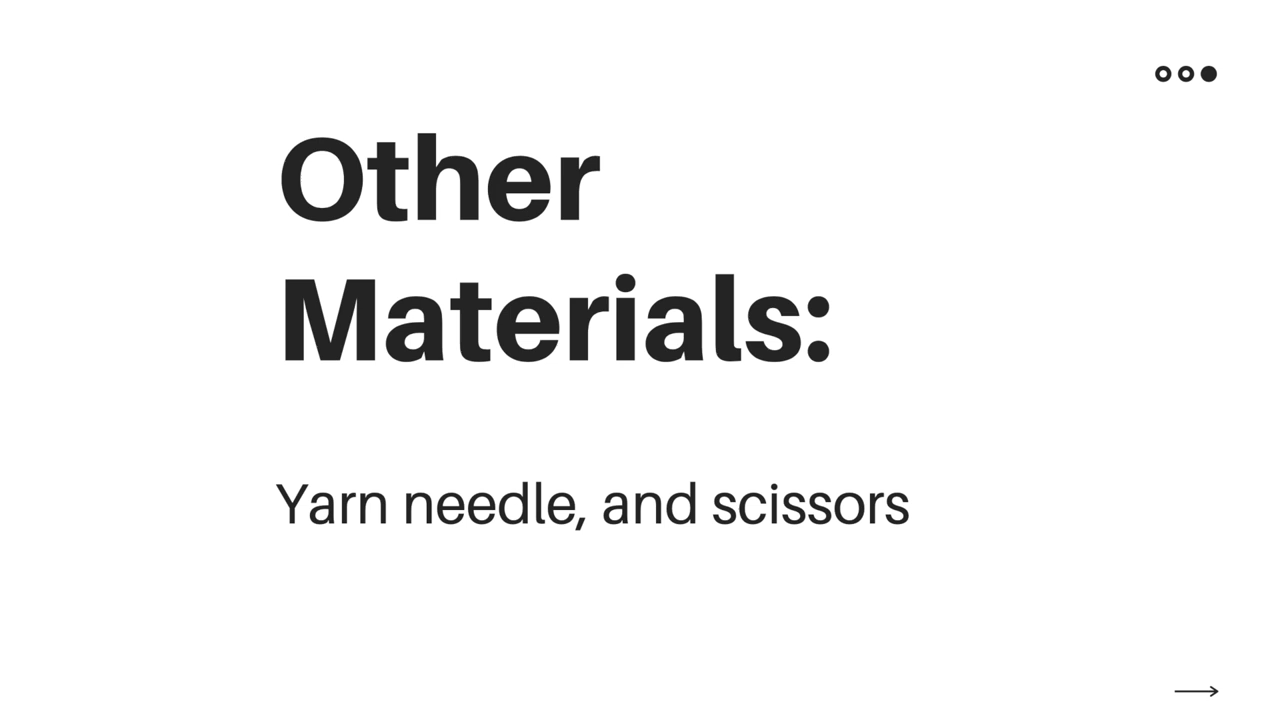 Other
Materials:
Yarn needle, and scissors